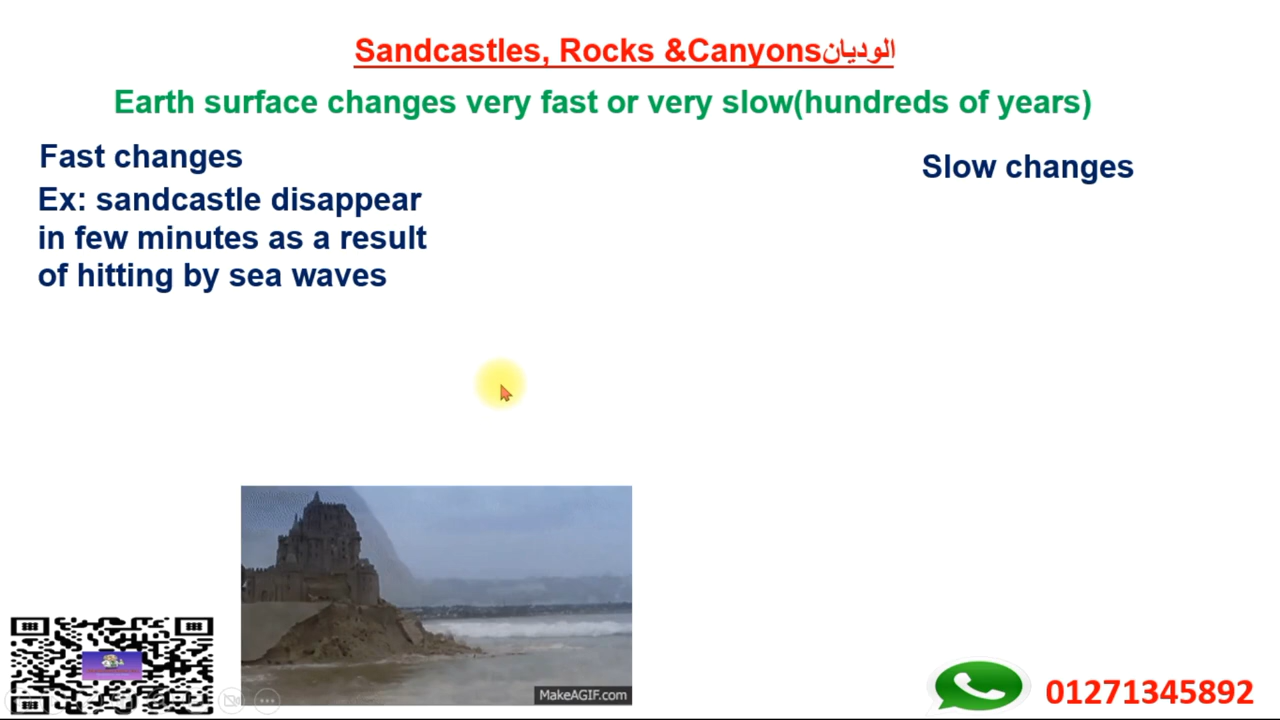 Sandcastles, Rocks &Canyonsالوديان
Earth surface changes very fast or very slow(hundreds of years)
Fast changes
Ex: sandcastle disappear
in few minutes as a result
of hitting by sea waves
Slow changes
MakeAGIF.com
01271345892